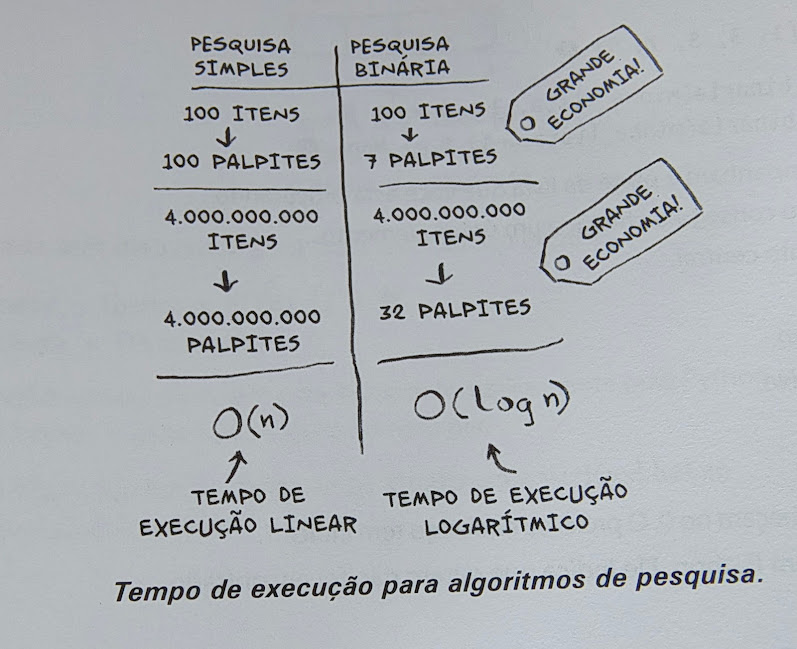 PESQUISA
SIMPLES
100 ITENS
100 PALPITES
4.000.000.000
ITENS
4.000.000.000
PALPITES
O(n)
TEMPO DE
EXECUÇÃO LINEAR
PESQUISA
BINÁRIA
100 ITENS
7 PALPITES
4.000.000.000
ITENS
32 PALPITES
O(log n)
TEMPO DE EXECUÇÃO
LOGARÍTMICO
GRANDE
ECONOMIA!
GRANDE
ECONOMIA!
Tempo de execução para algoritmos de pesquisa.